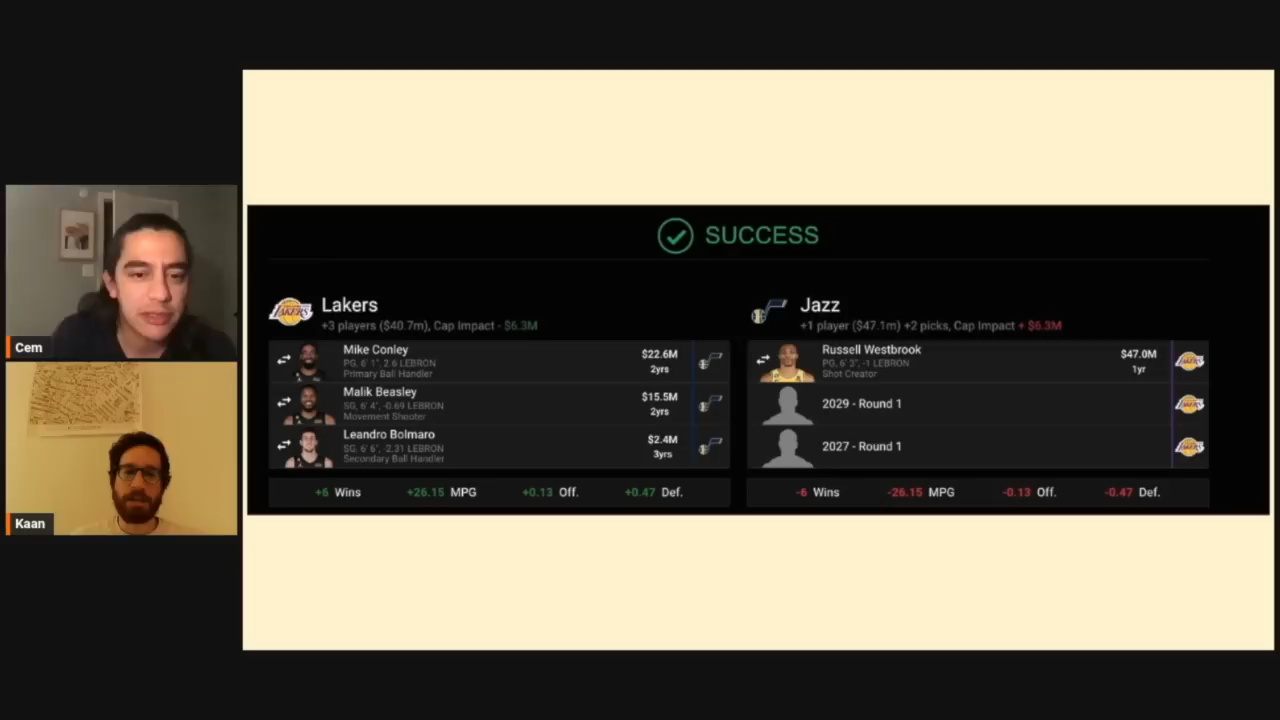 SUCCESS
Lakers
+3 players ($40.7m), Cap Impact - $6.3M
Mike Conley
PG, 6' 1", 2.6 LEBRON
Primary Ball Handler
$22.6M
2yrs
Malik Beasley
SG, 6' 4", -0.69 LEBRON
Movement Shooter
$15.5M
2yrs
Leandro Bolmaro
SG, 6' 6", -2.31 LEBRON
Secondary Ball Handler
$2.4M
3yrs
+6 Wins +26.15 MPG +0.13 Off. +0.47 Def.
Jazz
+1 player ($47.1m) +2 picks, Cap Impact + $6.3M
Russell Westbrook
PG, 6' 3", -1 LEBRON
Shot Creator
$47.0M
1yr
2029 - Round 1
2027 - Round 1
-6 Wins -26.15 MPG -0.13 Off. -0.47 Def.
Cem
Kaan